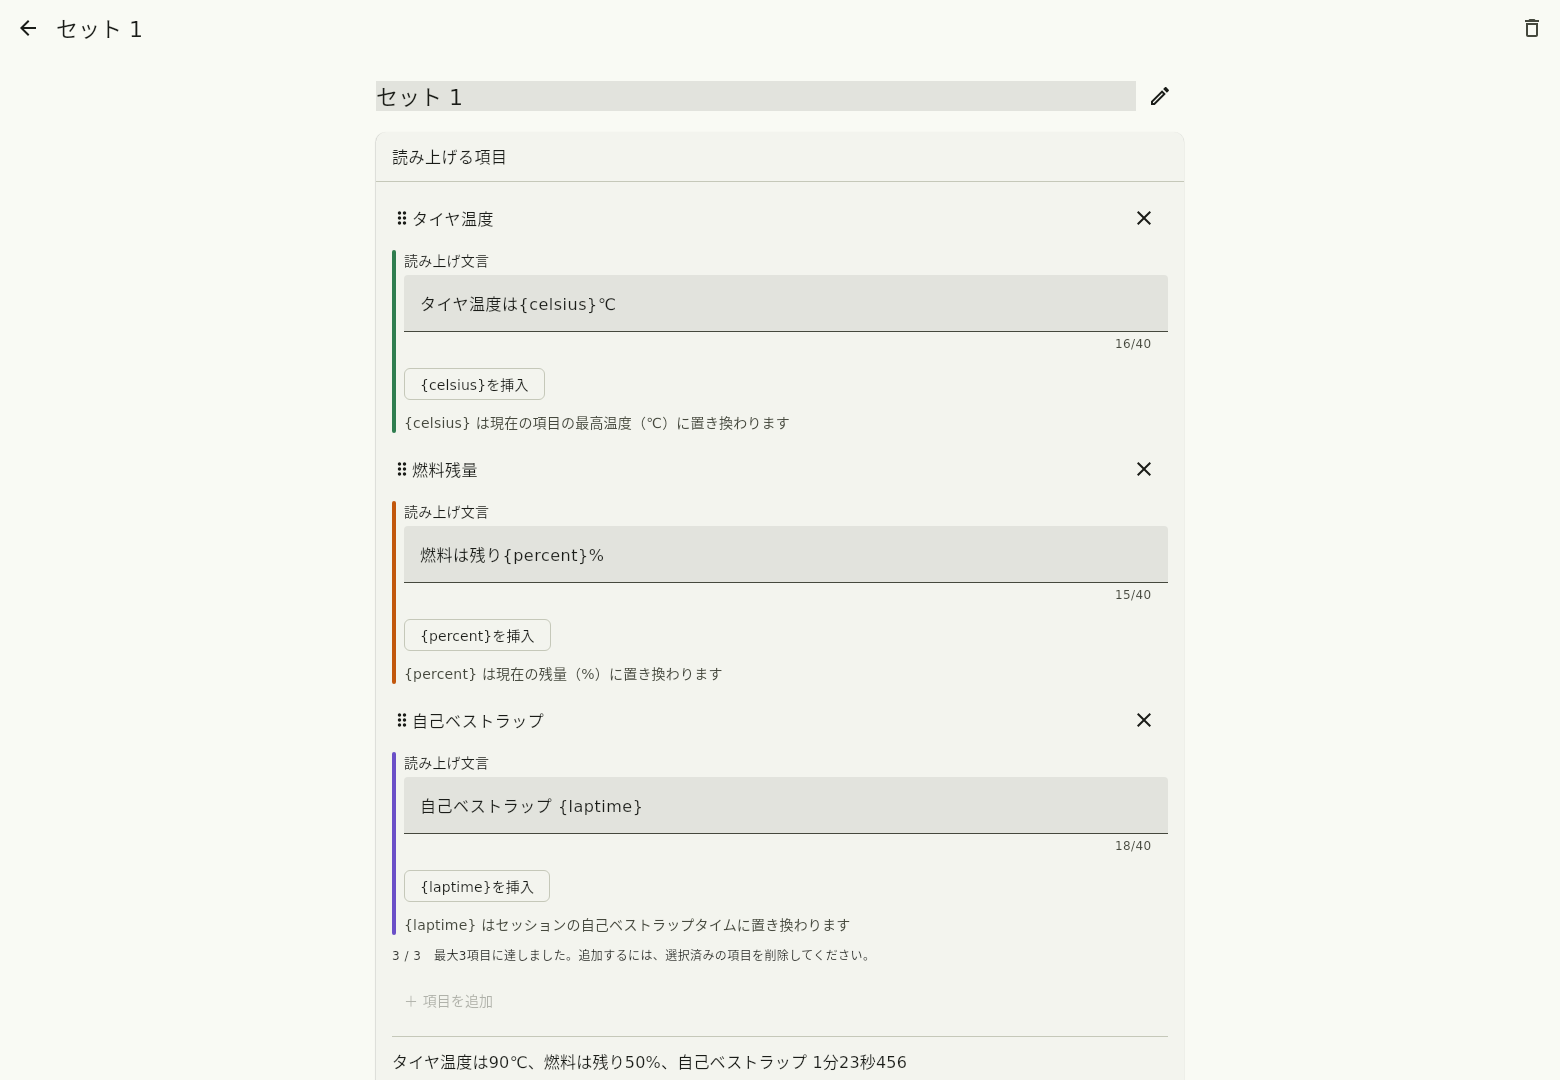 セット 1
セット 1
読み上げる項目
タイヤ温度
読み上げ文言
タイヤ温度は{celsius}℃
16/40
{celsius}を挿入
{celsius} は現在の項目の最高温度（℃）に置き換わります
燃料残量
読み上げ文言
燃料は残り{percent}%
15/40
{percent}を挿入
{percent} は現在の残量（%）に置き換わります
自己ベストラップ
読み上げ文言
自己ベストラップ {laptime}
18/40
{laptime}を挿入
{laptime} はセッションの自己ベストラップタイムに置き換わります
3 / 3　最大3項目に達しました。追加するには、選択済みの項目を削除してください。
＋ 項目を追加
タイヤ温度は90℃、燃料は残り50%、自己ベストラップ 1分23秒456